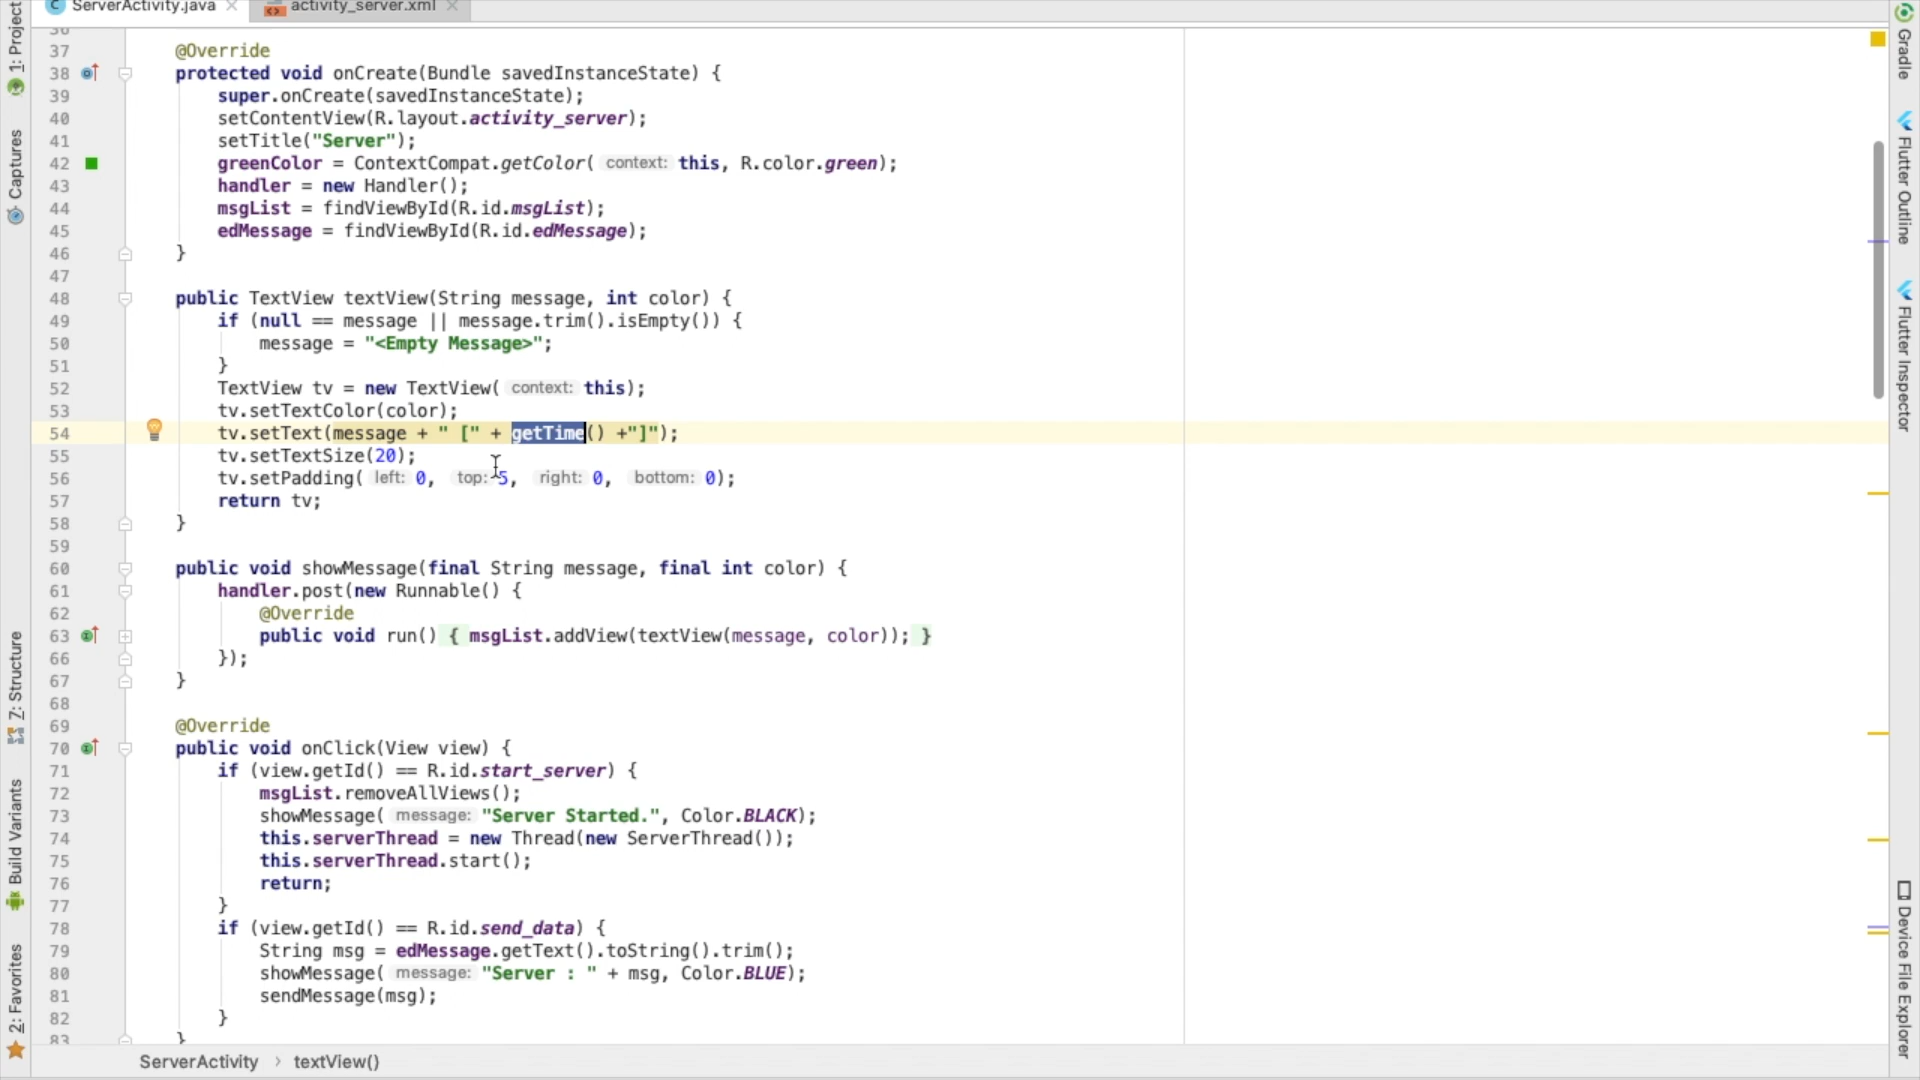 ServerActivity.java
activity_server.xml
1: Project
Captures
Z: Structure
Build Variants
2: Favorites
36
37 @Override
38 protected void onCreate(Bundle savedInstanceState) {
39 super.onCreate(savedInstanceState);
40 setContentView(R.layout.activity_server);
41 setTitle("Server");
42 greenColor = ContextCompat.getColor( context: this, R.color.green);
43 handler = new Handler();
44 msgList = findViewById(R.id.msgList);
45 edMessage = findViewById(R.id.edMessage);
46 }
47
48 public TextView textView(String message, int color) {
49 if (null == message || message.trim().isEmpty()) {
50 message = "<Empty Message>";
51 }
52 TextView tv = new TextView( context: this);
53 tv.setTextColor(color);
54 tv.setText(message + " [" + getTime() +"]");
55 tv.setTextSize(20);
56 tv.setPadding( left: 0, top: 5, right: 0, bottom: 0);
57 return tv;
58 }
59
60 public void showMessage(final String message, final int color) {
61 handler.post(new Runnable() {
62 @Override
63 public void run() { msgList.addView(textView(message, color)); }
66 });
67 }
68
69 @Override
70 public void onClick(View view) {
71 if (view.getId() == R.id.start_server) {
72 msgList.removeAllViews();
73 showMessage( message: "Server Started.", Color.BLACK);
74 this.serverThread = new Thread(new ServerThread());
75 this.serverThread.start();
76 return;
77 }
78 if (view.getId() == R.id.send_data) {
79 String msg = edMessage.getText().toString().trim();
80 showMessage( message: "Server : " + msg, Color.BLUE);
81 sendMessage(msg);
82 }
83 }
ServerActivity › textView()
Gradle
Flutter Outline
Flutter Inspector
Device File Explorer